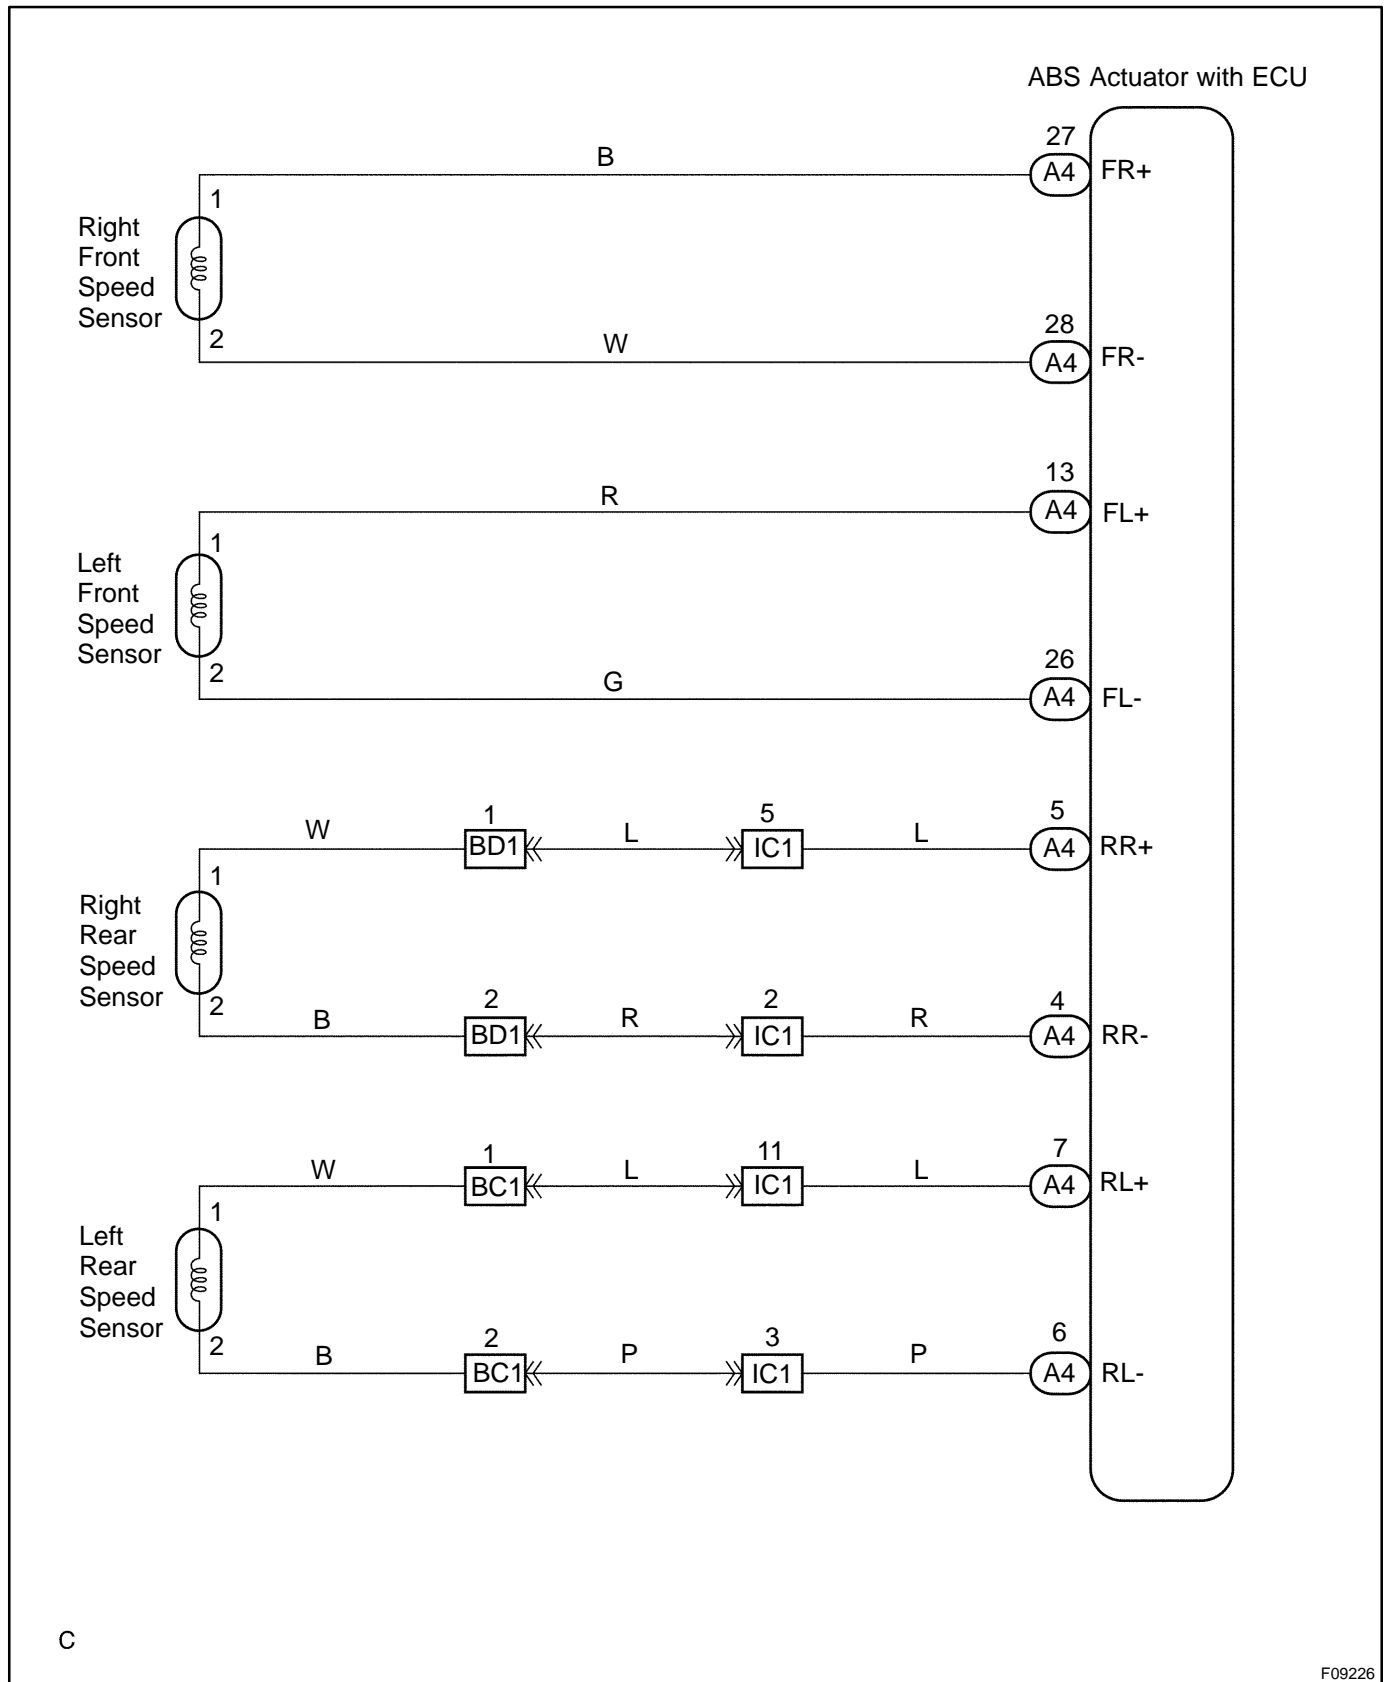 ABS Actuator with ECU
27
B
A4 FR+
1
Right
Front
Speed
Sensor
2
28
W
A4 FR-
13
R
A4 FL+
1
Left
Front
Speed
Sensor
2
26
G
A4 FL-
1 5 5
W L L
BD1 IC1 A4 RR+
1
Right
Rear
Speed
Sensor
2
2 2 4
B R R
BD1 IC1 A4 RR-
1 11 7
W L L
BC1 IC1 A4 RL+
1
Left
Rear
Speed
Sensor
2
2 3 6
B P P
BC1 IC1 A4 RL-
C
F09226